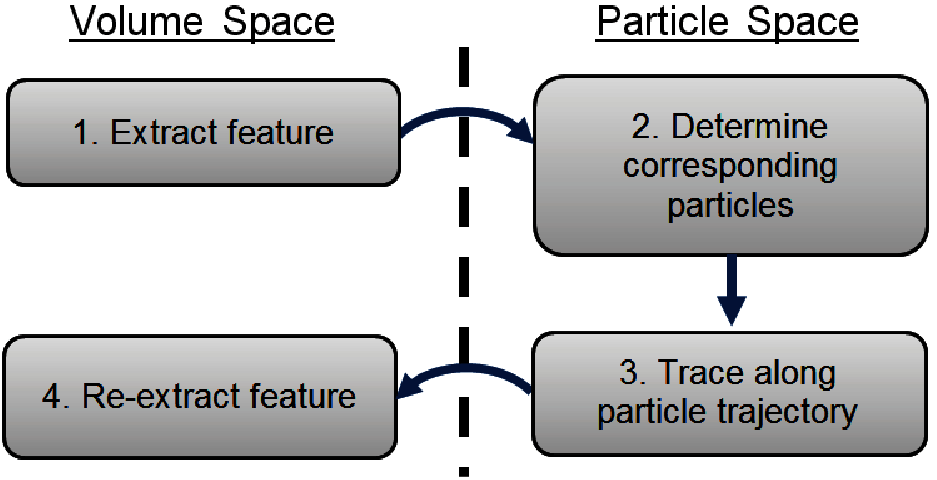 Volume Space
Particle Space
1. Extract feature
2. Determine
corresponding
particles
3. Trace along
particle trajectory
4. Re-extract feature